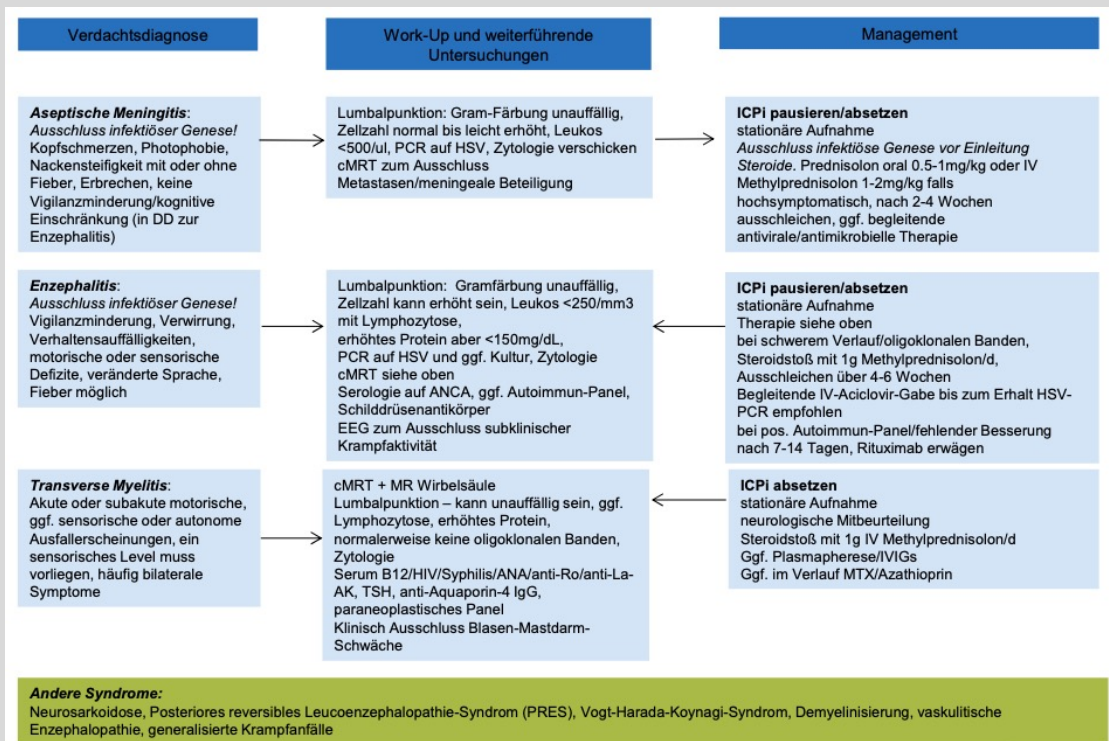 Verdachtsdiagnose
Work-Up und weiterführende
Untersuchungen
Management
Aseptische Meningitis:
Ausschluss infektiöser Genese!
Kopfschmerzen, Photophobie,
Nackensteifigkeit mit oder ohne
Fieber, Erbrechen, keine
Vigilanzminderung/kognitive
Einschränkung (in DD zur
Enzephalitis)
Lumbalpunktion: Gram-Färbung unauffällig,
Zellzahl normal bis leicht erhöht, Leukos
<500/ul, PCR auf HSV, Zytologie verschicken
cMRT zum Ausschluss
Metastasen/meningeale Beteiligung
ICPi pausieren/absetzen
stationäre Aufnahme
Ausschluss infektiöse Genese vor Einleitung
Steroide. Prednisolon oral 0.5-1mg/kg oder IV
Methylprednisolon 1-2mg/kg falls
hochsymptomatisch, nach 2-4 Wochen
ausschleichen, ggf. begleitende
antivirale/antimikrobielle Therapie
Enzephalitis:
Ausschluss infektiöser Genese!
Vigilanzminderung, Verwirrung,
Verhaltensauffälligkeiten,
motorische oder sensorische
Defizite, veränderte Sprache,
Fieber möglich
Lumbalpunktion: Gramfärbung unauffällig,
Zellzahl kann erhöht sein, Leukos <250/mm3
mit Lymphozytose,
erhöhtes Protein aber <150mg/dL,
PCR auf HSV und ggf. Kultur, Zytologie
cMRT siehe oben
Serologie auf ANCA, ggf. Autoimmun-Panel,
Schilddrüsenantikörper
EEG zum Ausschluss subklinischer
Krampfaktivität
ICPi pausieren/absetzen
stationäre Aufnahme
Therapie siehe oben
bei schwerem Verlauf/oligoklonalen Banden,
Steroidstoß mit 1g Methylprednisolon/d,
Ausschleichen über 4-6 Wochen
Begleitende IV-Aciclovir-Gabe bis zum Erhalt HSV-
PCR empfohlen
bei pos. Autoimmun-Panel/fehlender Besserung
nach 7-14 Tagen, Rituximab erwägen
Transverse Myelitis:
Akute oder subakute motorische,
ggf. sensorische oder autonome
Ausfallerscheinungen, ein
sensorisches Level muss
vorliegen, häufig bilaterale
Symptome
cMRT + MR Wirbelsäule
Lumbalpunktion – kann unauffällig sein, ggf.
Lymphozytose, erhöhtes Protein,
normalerweise keine oligoklonalen Banden,
Zytologie
Serum B12/HIV/Syphilis/ANA/anti-Ro/anti-La-
AK, TSH, anti-Aquaporin-4 IgG,
paraneoplastisches Panel
Klinisch Ausschluss Blasen-Mastdarm-
Schwäche
ICPi absetzen
stationäre Aufnahme
neurologische Mitbeurteilung
Steroidstoß mit 1g IV Methylprednisolon/d
Ggf. Plasmapherese/IVIGs
Ggf. im Verlauf MTX/Azathioprin
Andere Syndrome:
Neurosarkoidose, Posteriores reversibles Leucoenzephalopathie-Syndrom (PRES), Vogt-Harada-Koynagi-Syndrom, Demyelinisierung, vaskulitische
Enzephalopathie, generalisierte Krampfanfälle